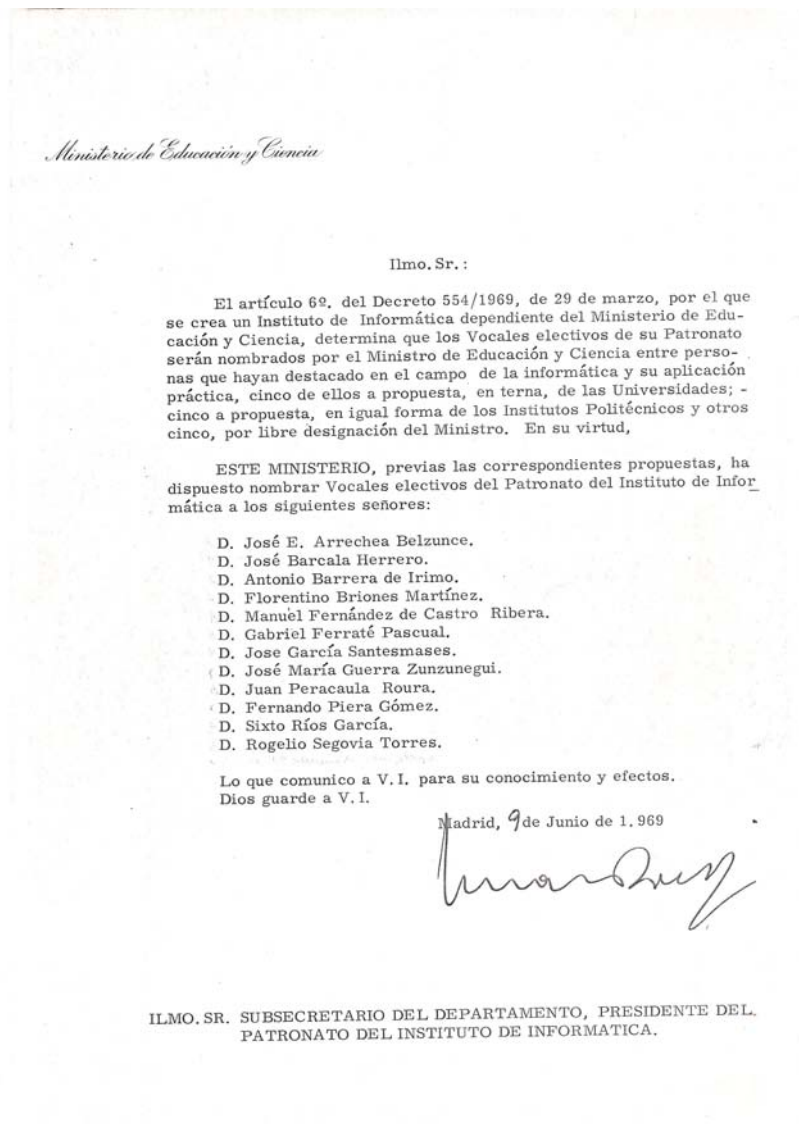 Ministerio de Educación y Ciencia
Ilmo. Sr. :
El artículo 6º. del Decreto 554/1969, de 29 de marzo, por el que
se crea un Instituto de Informática dependiente del Ministerio de Edu-
cación y Ciencia, determina que los Vocales electivos de su Patronato
serán nombrados por el Ministro de Educación y Ciencia entre perso-
nas que hayan destacado en el campo de la informática y su aplicación
práctica, cinco de ellos a propuesta, en terna, de las Universidades; -
cinco a propuesta, en igual forma de los Institutos Politécnicos y otros
cinco, por libre designación del Ministro. En su virtud,
ESTE MINISTERIO, previas las correspondientes propuestas, ha
dispuesto nombrar Vocales electivos del Patronato del Instituto de Infor
mática a los siguientes señores:
D. José E. Arrechea Belzunce.
D. José Barcala Herrero.
D. Antonio Barrera de Irimo.
D. Florentino Briones Martínez.
D. Manuel Fernández de Castro Ribera.
D. Gabriel Ferraté Pascual.
D. Jose García Santesmases.
D. José María Guerra Zunzunegui.
D. Juan Peracaula Roura.
D. Fernando Piera Gómez.
D. Sixto Ríos García.
D. Rogelio Segovia Torres.
Lo que comunico a V. I. para su conocimiento y efectos.
Dios guarde a V. I.
Madrid, 9 de Junio de 1.969
ILMO. SR. SUBSECRETARIO DEL DEPARTAMENTO, PRESIDENTE DEL
PATRONATO DEL INSTITUTO DE INFORMATICA.